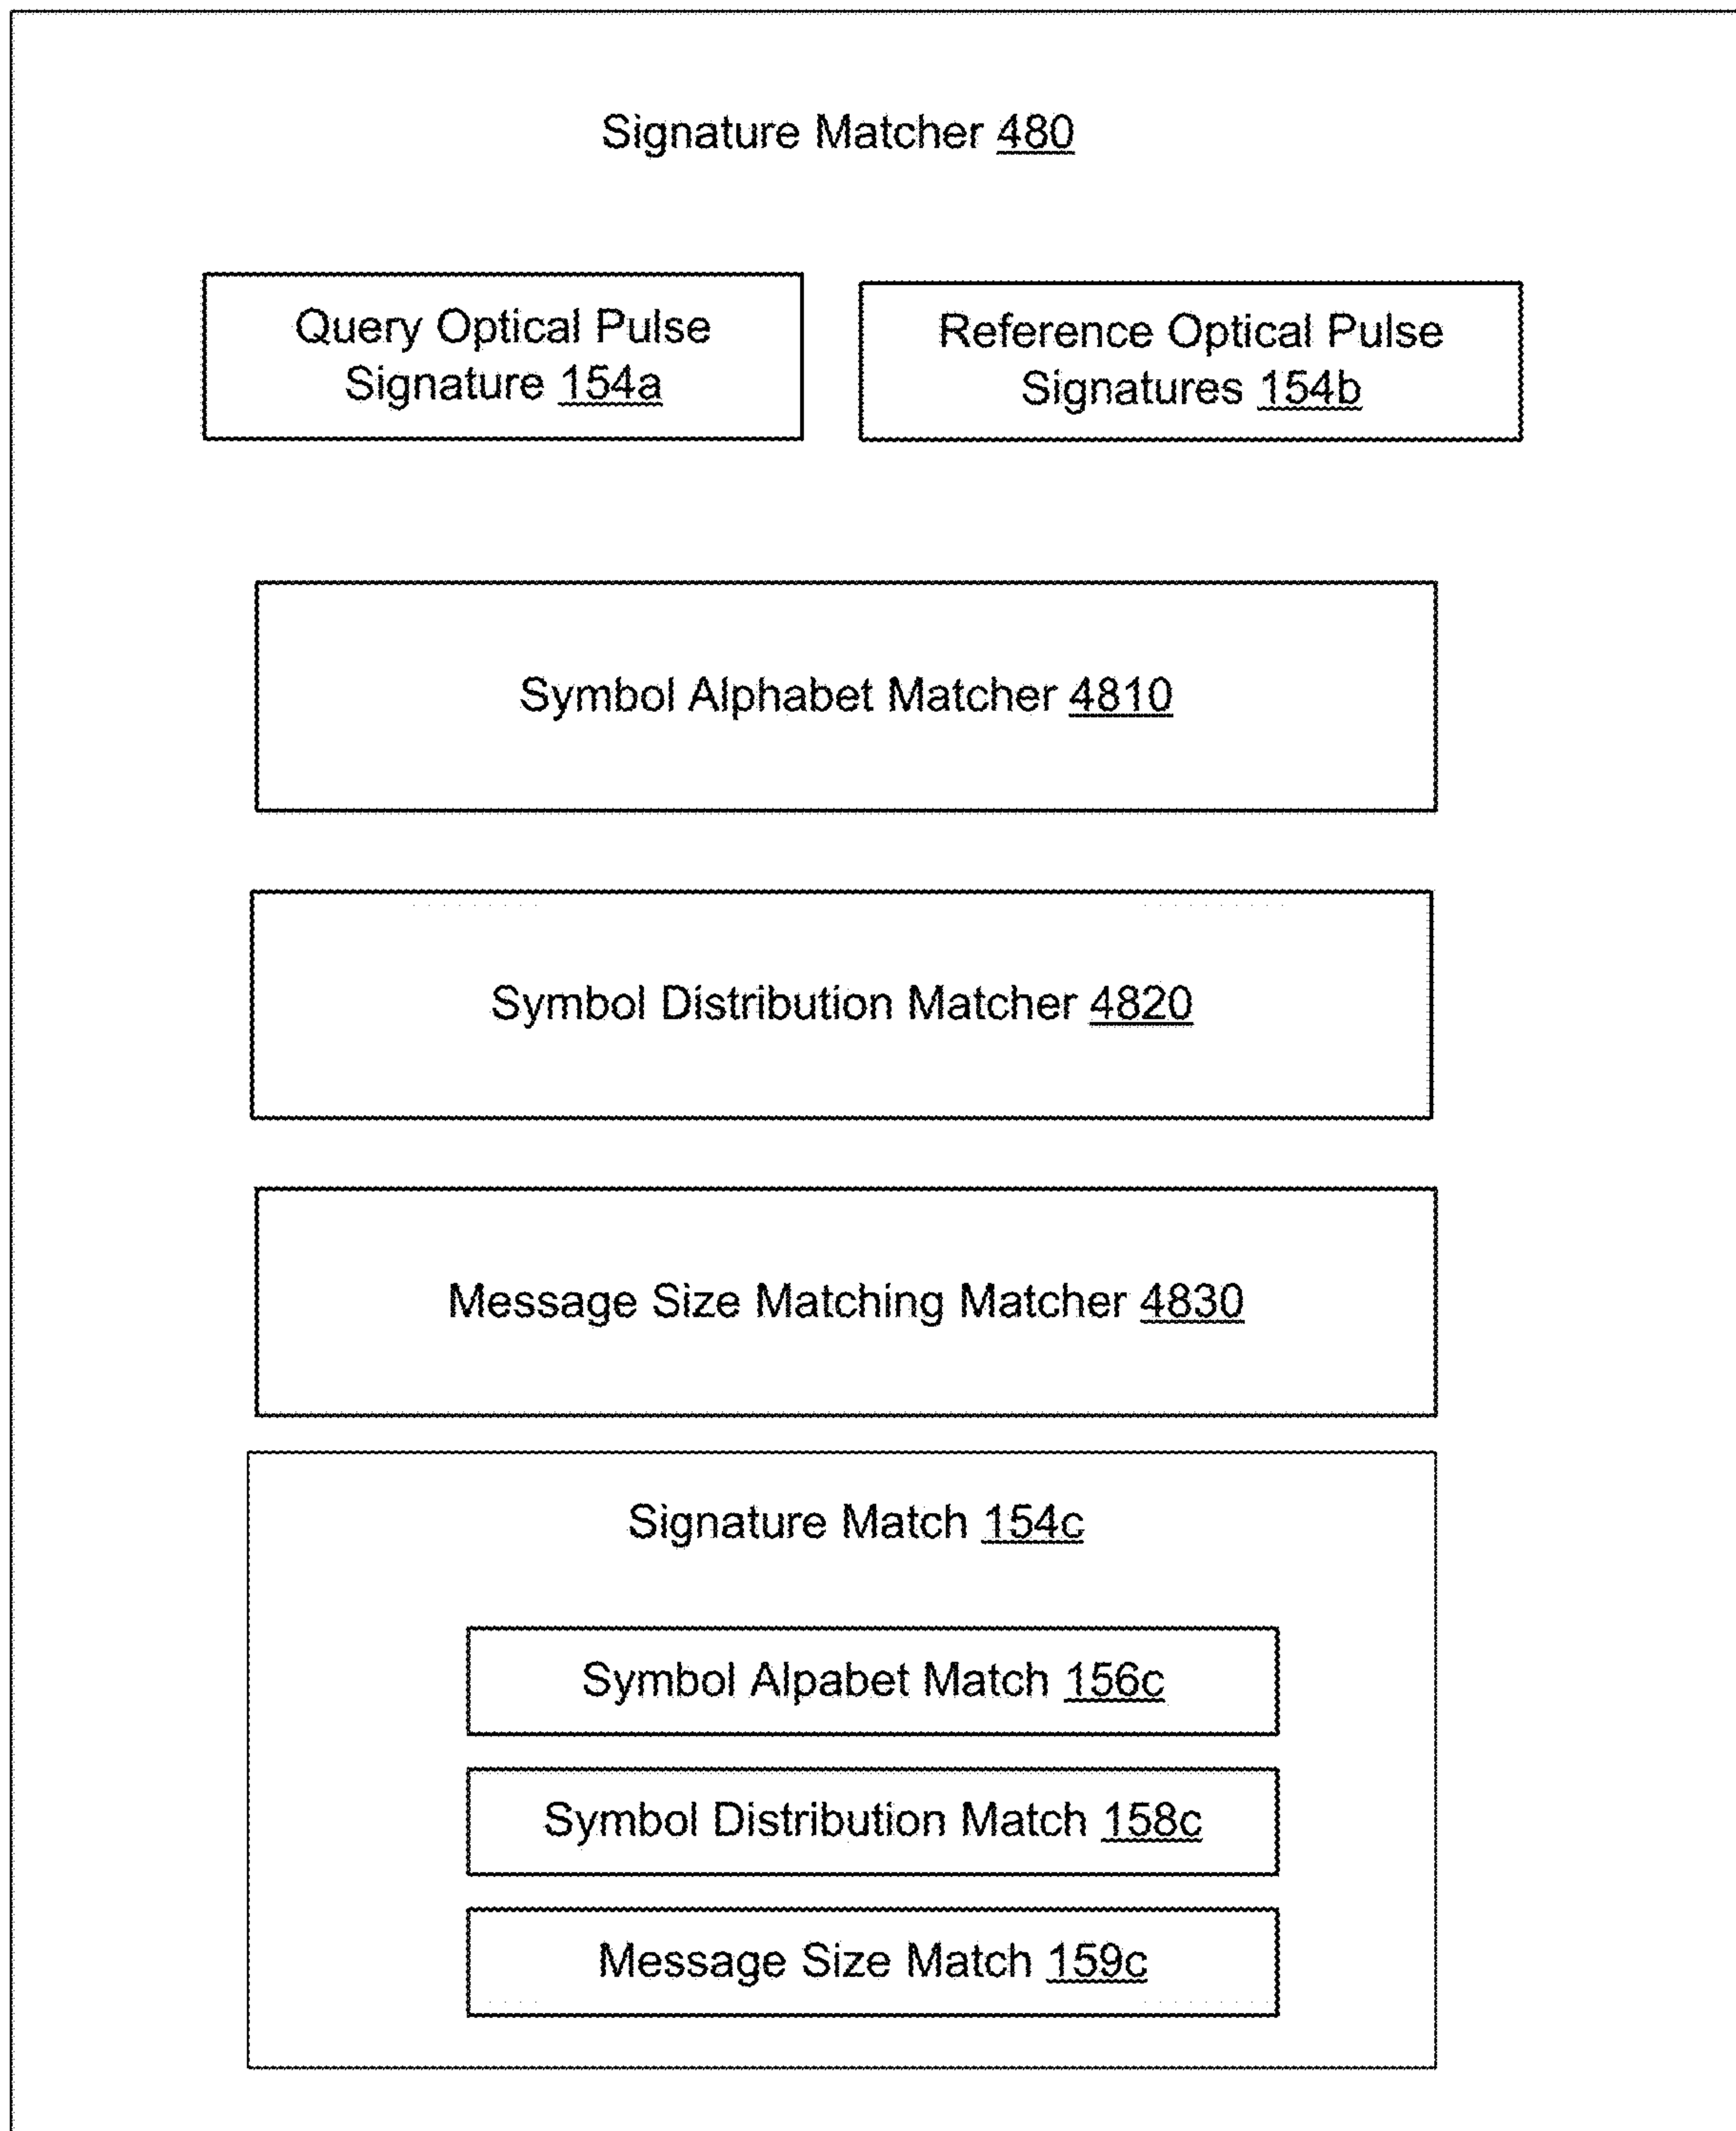 Signature Matcher 480
Query Optical Pulse
Signature 154a
Reference Optical Pulse
Signatures 154b
Symbol Alphabet Matcher 4810
Symbol Distribution Matcher 4820
Message Size Matching Matcher 4830
Signature Match 154c
Symbol Alpabet Match 156c
Symbol Distribution Match 158c
Message Size Match 159c